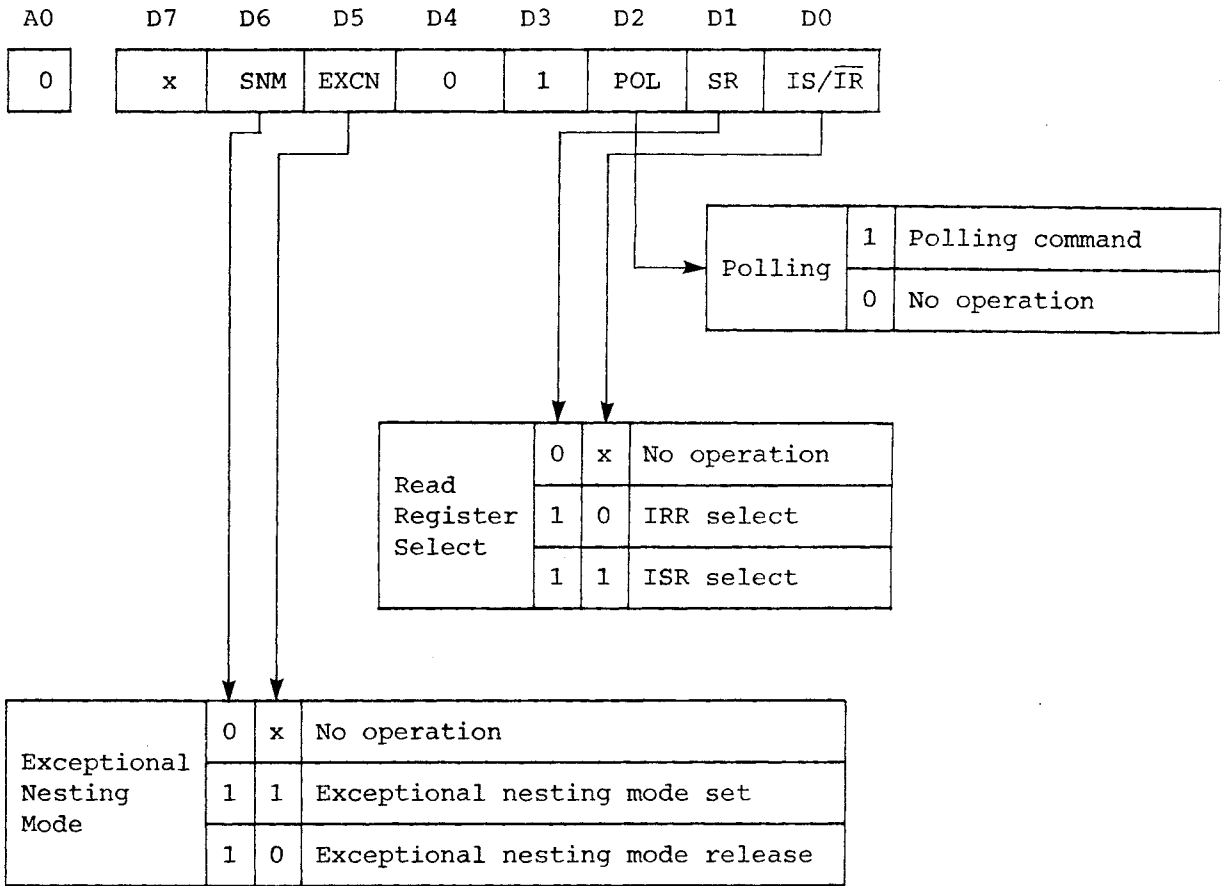 A0 D7 D6 D5 D4 D3 D2 D1 D0
0 x SNM EXCN 0 1 POL SR IS/I̅R̅
Polling
1 Polling command
0 No operation
Read
Register
Select
0 x No operation
1 0 IRR select
1 1 ISR select
Exceptional
Nesting
Mode
0 x No operation
1 1 Exceptional nesting mode set
1 0 Exceptional nesting mode release